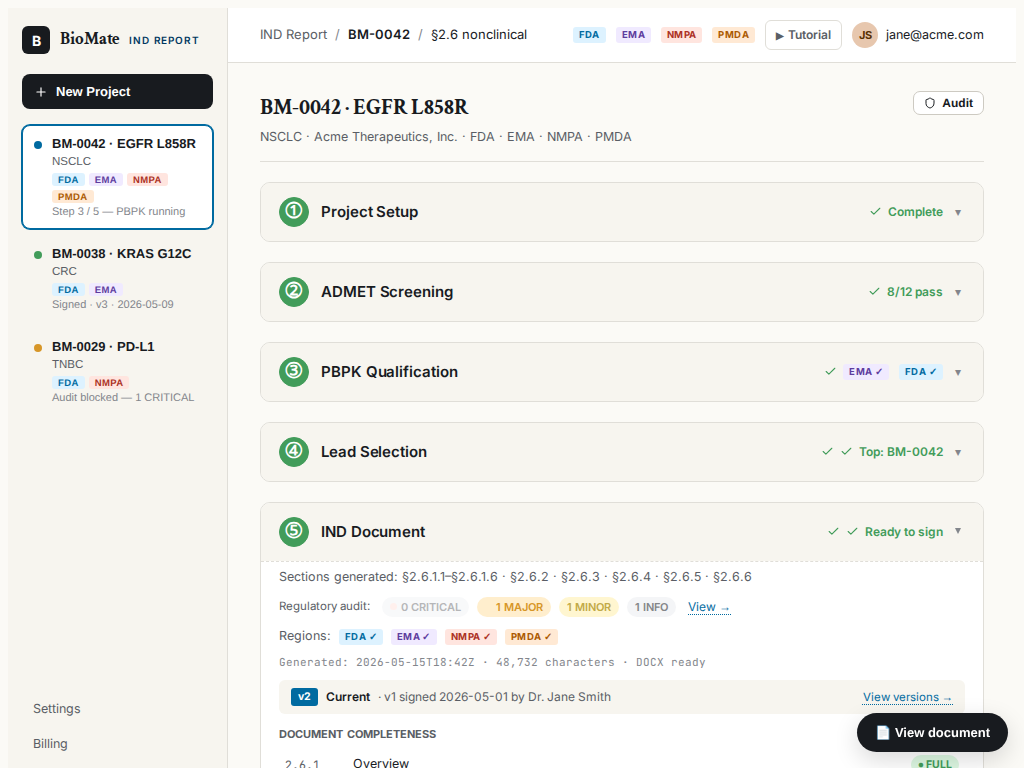 B BioMate IND REPORT
+ New Project
BM-0042 · EGFR L858R
NSCLC
FDA EMA NMPA
PMDA
Step 3 / 5 — PBPK running
BM-0038 · KRAS G12C
CRC
FDA EMA
Signed · v3 · 2026-05-09
BM-0029 · PD-L1
TNBC
FDA NMPA
Audit blocked — 1 CRITICAL
Settings
Billing
IND Report / BM-0042 / §2.6 nonclinical
FDA EMA NMPA PMDA ▶ Tutorial JS jane@acme.com
BM-0042 · EGFR L858R
Audit
NSCLC · Acme Therapeutics, Inc. · FDA · EMA · NMPA · PMDA
① Project Setup ✓ Complete ▼
② ADMET Screening ✓ 8/12 pass ▼
③ PBPK Qualification ✓ EMA ✓ FDA ✓ ▼
④ Lead Selection ✓ ✓ Top: BM-0042 ▼
⑤ IND Document ✓ ✓ Ready to sign ▼
Sections generated: §2.6.1.1–§2.6.1.6 · §2.6.2 · §2.6.3 · §2.6.4 · §2.6.5 · §2.6.6
Regulatory audit: 0 CRITICAL 1 MAJOR 1 MINOR 1 INFO View →
Regions: FDA ✓ EMA ✓ NMPA ✓ PMDA ✓
Generated: 2026-05-15T18:42Z · 48,732 characters · DOCX ready
v2 Current · v1 signed 2026-05-01 by Dr. Jane Smith View versions →
DOCUMENT COMPLETENESS
2.6.1 Overview ● FULL
📄 View document